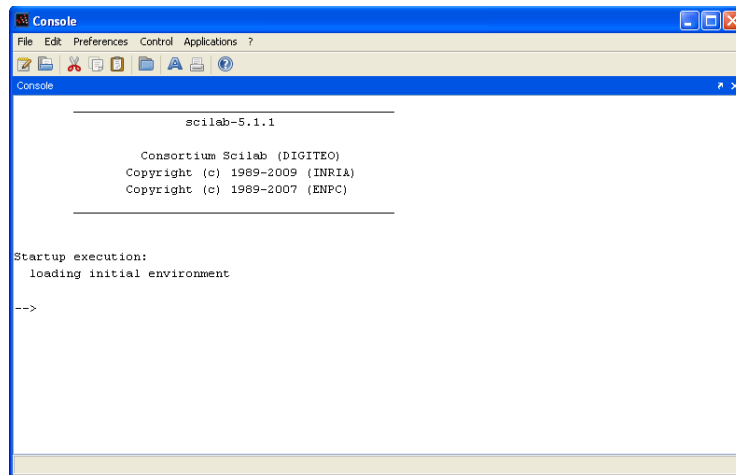 Console
File Edit Preferences Control Applications ?
Console
scilab-5.1.1
Consortium Scilab (DIGITEO)
Copyright (c) 1989-2009 (INRIA)
Copyright (c) 1989-2007 (ENPC)
Startup execution:
loading initial environment
-->